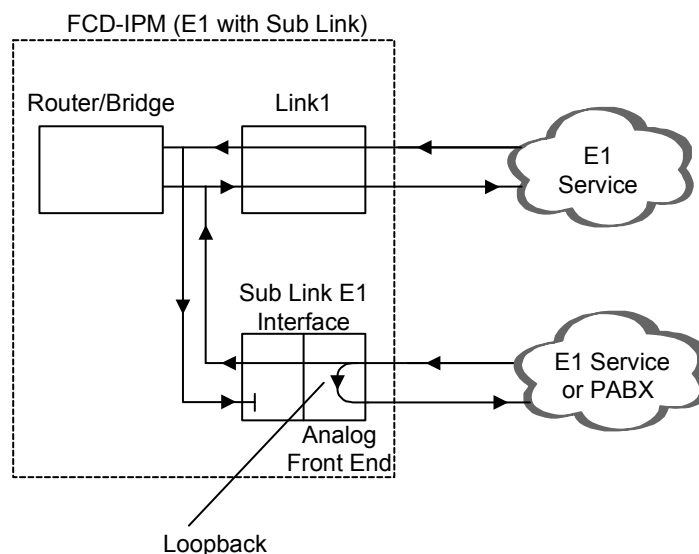 FCD-IPM (E1 with Sub Link)
Router/Bridge
Link1
E1
Service
Sub Link E1
Interface
E1 Service
or PABX
Analog
Front End
Loopback